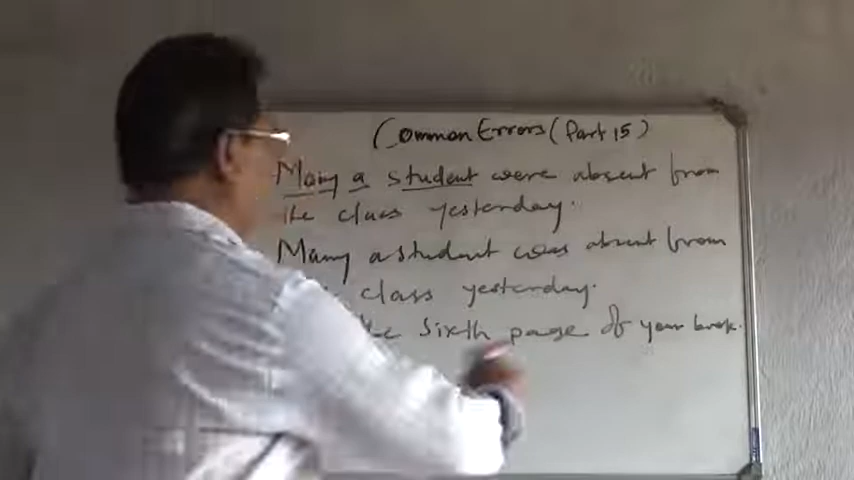 Common Errors (Part 15)
Many a student were absent from
the class yesterday.
Many a student was absent from
class yesterday.
the sixth page of your book.